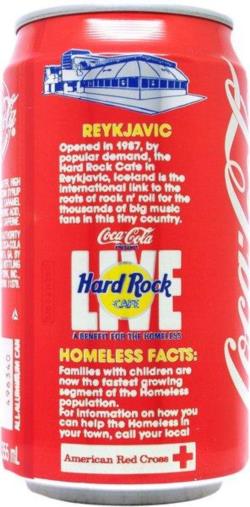 REYKJAVIC
Opened in 1987, by
popular demand, the
Hard Rock Cafe in
Reykjavic, Iceland is the
international link to the
roots of rock n' roll for the
thousands of big music
fans in this tiny country.
Coca-Cola
PRESENTS
LIVE
Hard Rock
CAFE
A BENEFIT FOR THE HOMELESS
HOMELESS FACTS:
Families with children are
now the fastest growing
segment of the Homeless
population.
For information on how you
can help the Homeless in
your town, call your local
American Red Cross
ALL ALUMINUM CAN